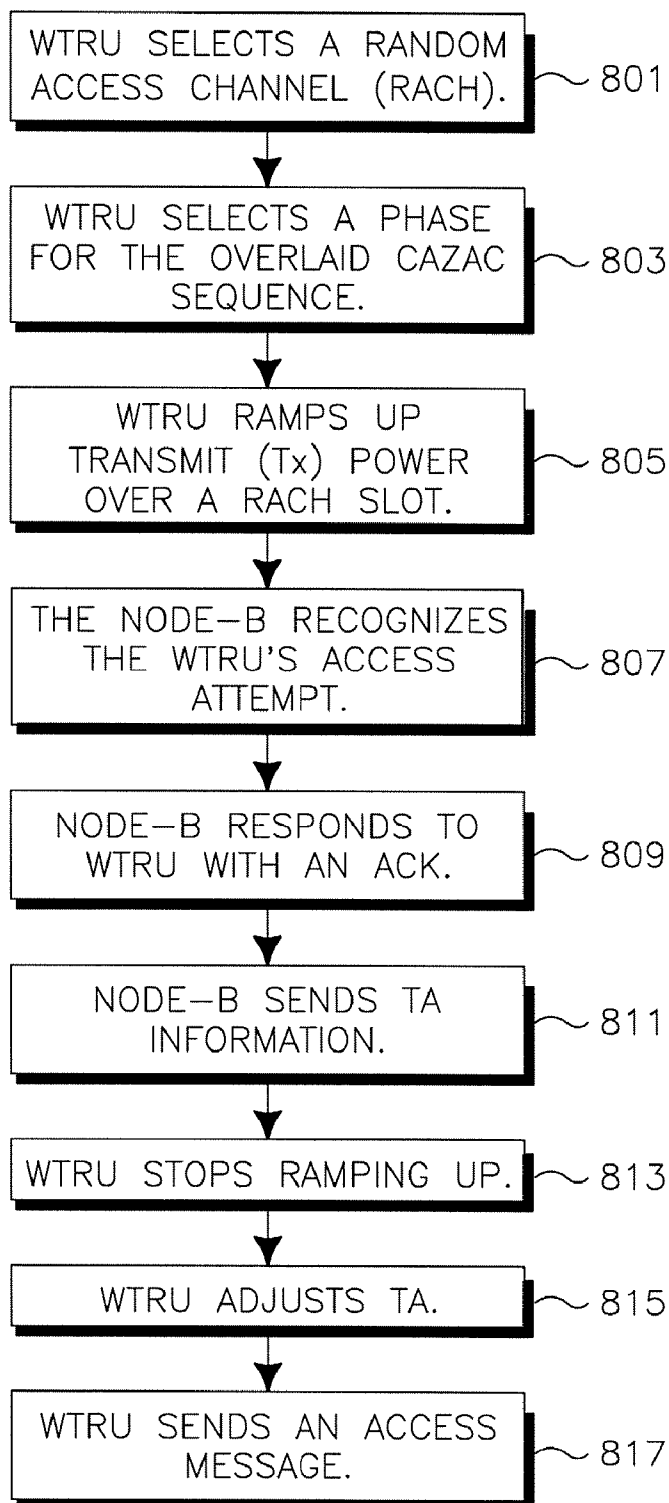 WTRU SELECTS A RANDOM
ACCESS CHANNEL (RACH).
801
WTRU SELECTS A PHASE
FOR THE OVERLAID CAZAC
SEQUENCE.
803
WTRU RAMPS UP
TRANSMIT (Tx) POWER
OVER A RACH SLOT.
805
THE NODE-B RECOGNIZES
THE WTRU'S ACCESS
ATTEMPT.
807
NODE-B RESPONDS TO
WTRU WITH AN ACK.
809
NODE-B SENDS TA
INFORMATION.
811
WTRU STOPS RAMPING UP.
813
WTRU ADJUSTS TA.
815
WTRU SENDS AN ACCESS
MESSAGE.
817